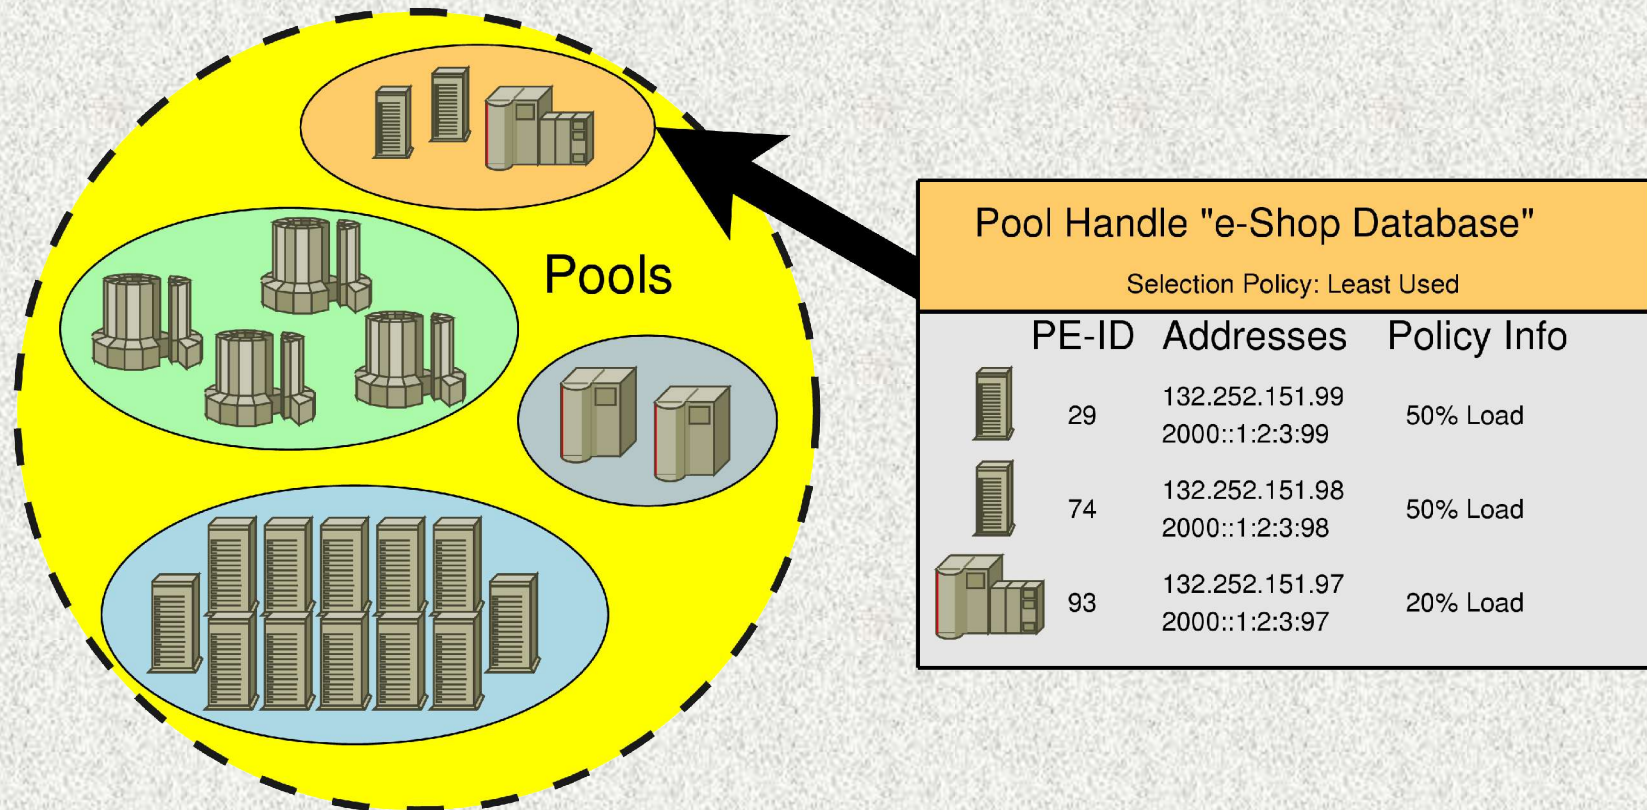 Pools
Pool Handle "e-Shop Database"
Selection Policy: Least Used
PE-ID Addresses Policy Info
29 132.252.151.99 50% Load
2000::1:2:3:99
74 132.252.151.98 50% Load
2000::1:2:3:98
93 132.252.151.97 20% Load
2000::1:2:3:97